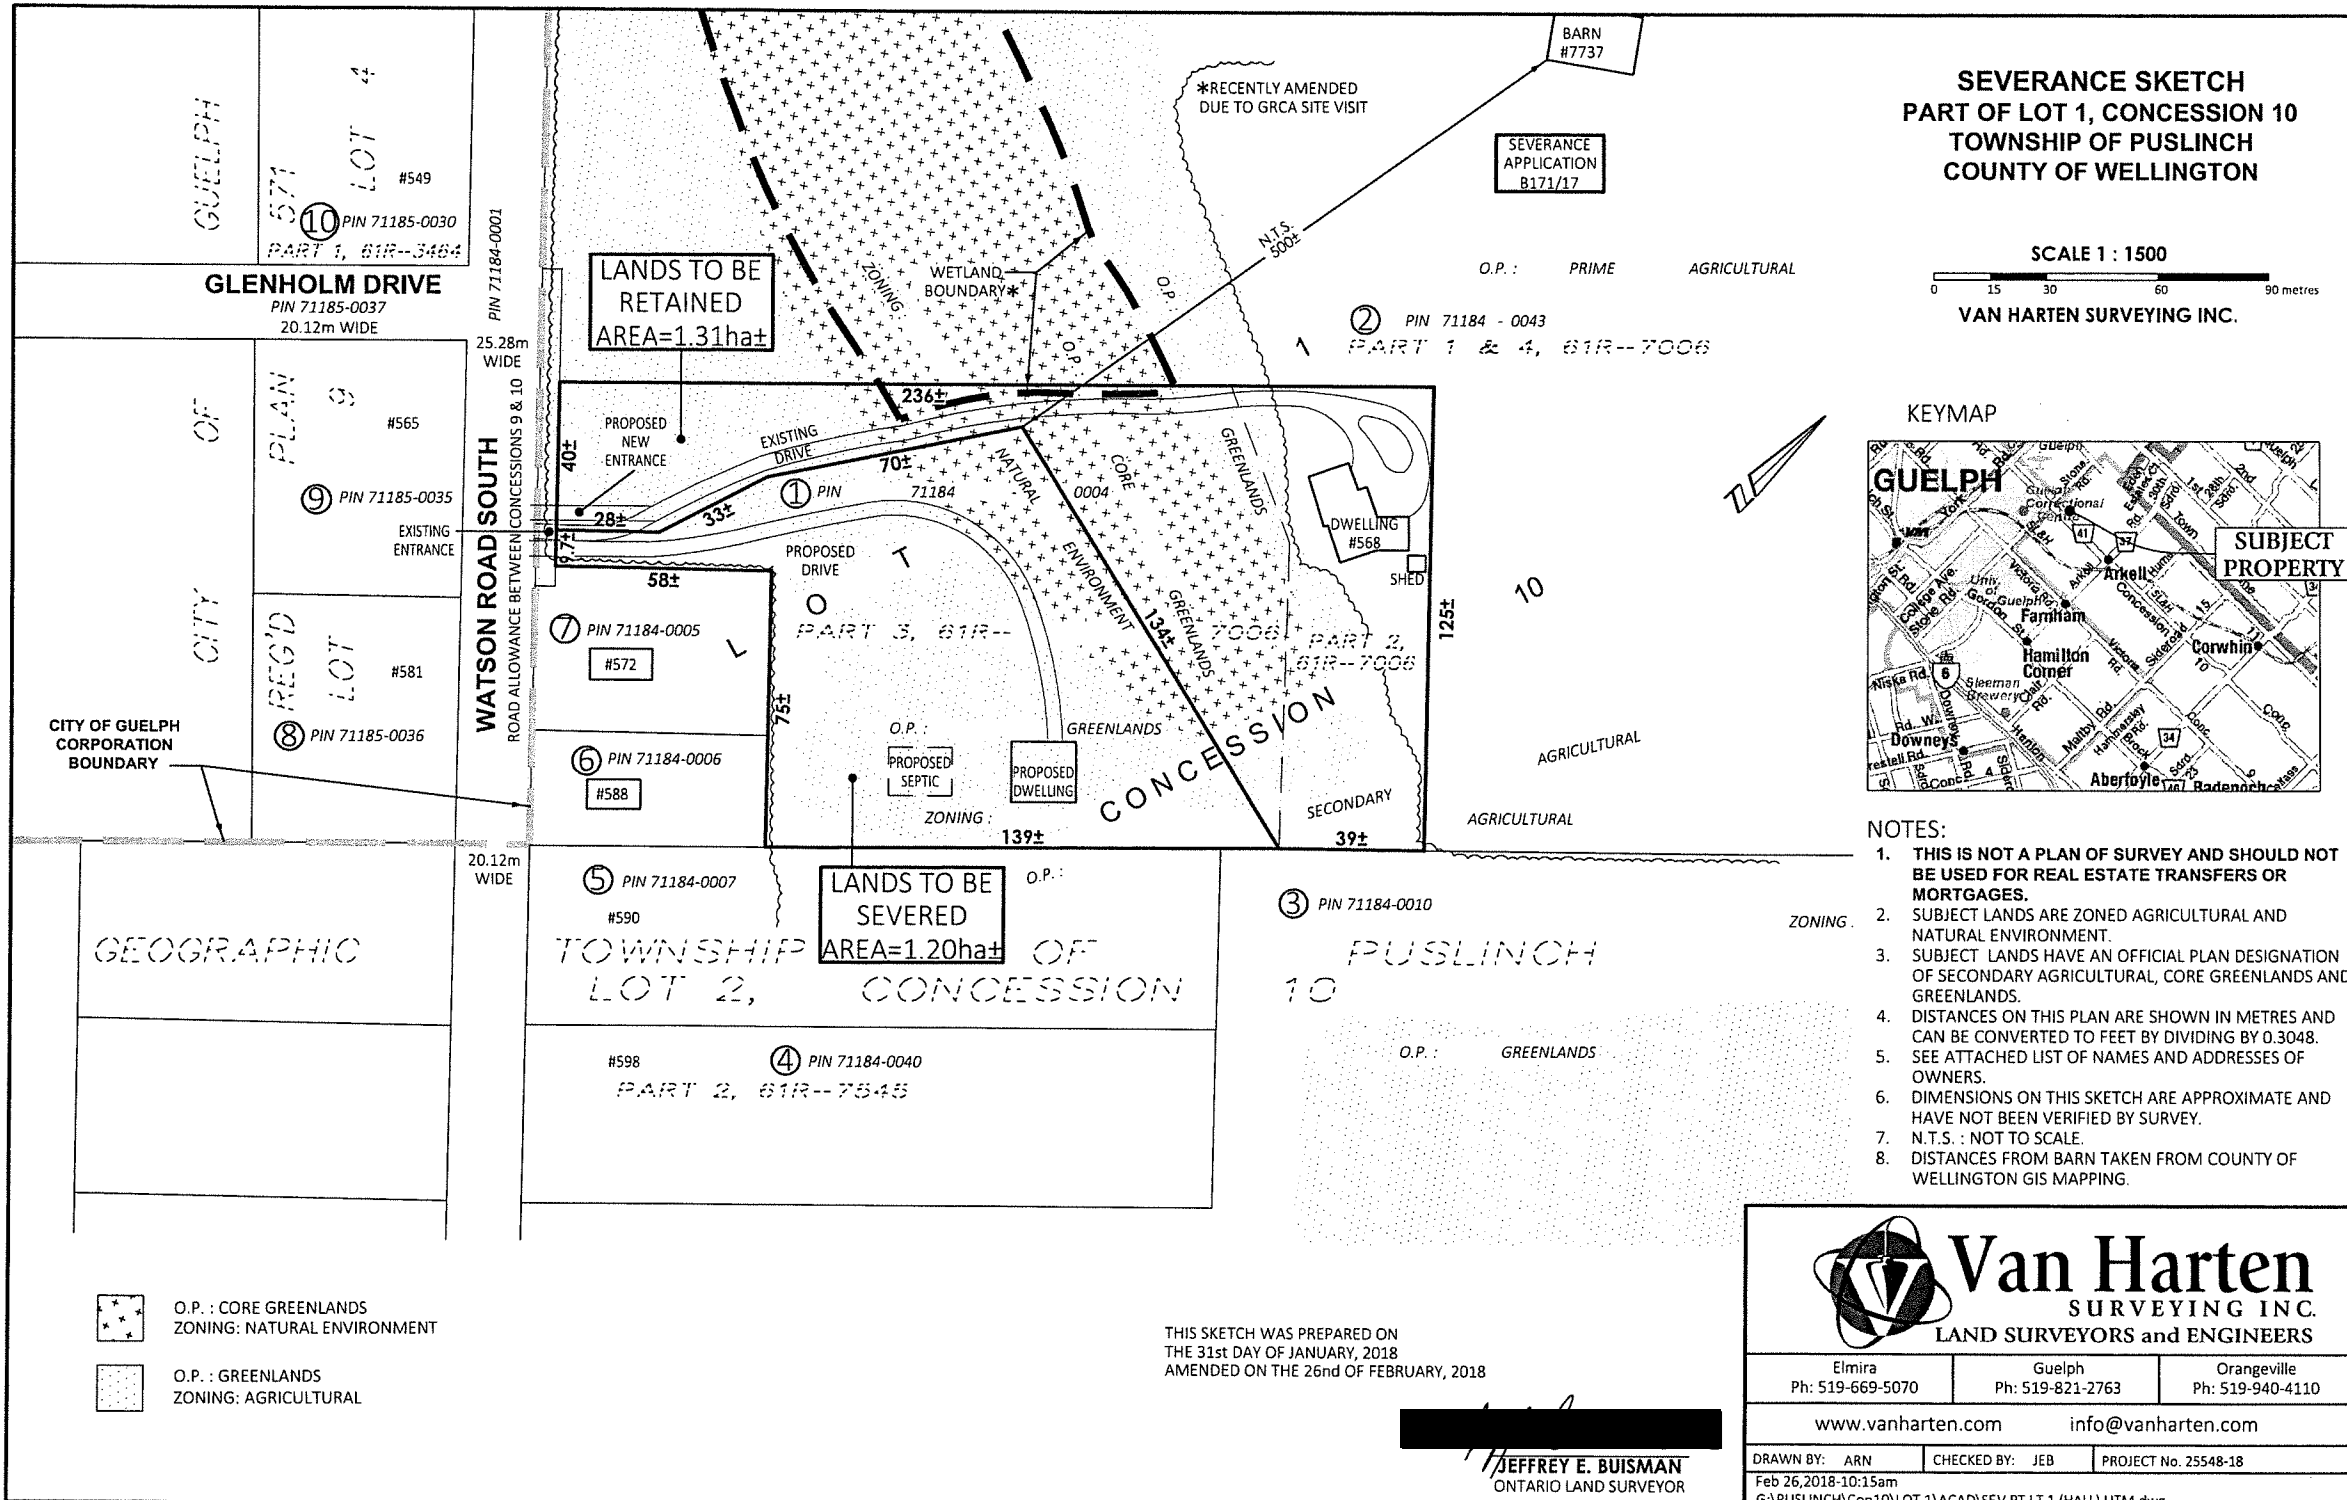 SEVERANCE SKETCH
PART OF LOT 1, CONCESSION 10
TOWNSHIP OF PUSLINCH
COUNTY OF WELLINGTON
SCALE 1 : 1500
0 15 30 60 90 metres
VAN HARTEN SURVEYING INC.
BARN
#7737
*RECENTLY AMENDED
DUE TO GRCA SITE VISIT
SEVERANCE
APPLICATION
B171/17
N.T.S.
500±
O.P. : PRIME AGRICULTURAL
2 PIN 71184 - 0043
PART 1 & 4, 61R--7006
GUELPH
571
LOT 4
#549
10 PIN 71185-0030
PART 1, 61R--3464
GLENHOLM DRIVE
PIN 71185-0037
20.12m WIDE
PIN 71184-0001
25.28m
WIDE
LANDS TO BE
RETAINED
AREA=1.31ha±
ZONING :
WETLAND
BOUNDARY*
O.P.
O.P.
1
CITY OF
PLAN
9
#565
9 PIN 71185-0035
EXISTING
ENTRANCE
REG'D
LOT
#581
8 PIN 71185-0036
WATSON ROAD SOUTH
ROAD ALLOWANCE BETWEEN CONCESSIONS 9 & 10
CITY OF GUELPH
CORPORATION
BOUNDARY
20.12m
WIDE
236±
40±
PROPOSED
NEW
ENTRANCE
EXISTING
DRIVE
70±
28±
33±
9.7±
58±
1 PIN 71184 0004
PROPOSED
DRIVE
NATURAL
ENVIRONMENT
CORE
GREENLANDS
GREENLANDS
134±
DWELLING
#568
SHED
125±
10
L O T
PART 3, 61R-- 7006
PART 2,
61R--7006
7 PIN 71184-0005
#572
75±
6 PIN 71184-0006
#588
O.P. : GREENLANDS
PROPOSED
SEPTIC
PROPOSED
DWELLING
ZONING :
CONCESSION
SECONDARY
AGRICULTURAL
AGRICULTURAL
139±
39±
5 PIN 71184-0007
#590
LANDS TO BE
SEVERED
AREA=1.20ha±
O.P. :
3 PIN 71184-0010
ZONING
GEOGRAPHIC TOWNSHIP OF PUSLINCH
LOT 2, CONCESSION 10
#598
4 PIN 71184-0040
PART 2, 61R--7545
O.P. : GREENLANDS
KEYMAP
GUELPH
SUBJECT
PROPERTY
Arkell
Farnham
Hamilton
Corner
Corwhin
Sleeman
Brewery
Niska Rd.
Downeys
Aberfoyle
Badenoch
NOTES:
1. THIS IS NOT A PLAN OF SURVEY AND SHOULD NOT
BE USED FOR REAL ESTATE TRANSFERS OR
MORTGAGES.
2. SUBJECT LANDS ARE ZONED AGRICULTURAL AND
NATURAL ENVIRONMENT.
3. SUBJECT LANDS HAVE AN OFFICIAL PLAN DESIGNATION
OF SECONDARY AGRICULTURAL, CORE GREENLANDS AND
GREENLANDS.
4. DISTANCES ON THIS PLAN ARE SHOWN IN METRES AND
CAN BE CONVERTED TO FEET BY DIVIDING BY 0.3048.
5. SEE ATTACHED LIST OF NAMES AND ADDRESSES OF
OWNERS.
6. DIMENSIONS ON THIS SKETCH ARE APPROXIMATE AND
HAVE NOT BEEN VERIFIED BY SURVEY.
7. N.T.S. : NOT TO SCALE.
8. DISTANCES FROM BARN TAKEN FROM COUNTY OF
WELLINGTON GIS MAPPING.
O.P. : CORE GREENLANDS
ZONING: NATURAL ENVIRONMENT
O.P. : GREENLANDS
ZONING: AGRICULTURAL
THIS SKETCH WAS PREPARED ON
THE 31st DAY OF JANUARY, 2018
AMENDED ON THE 26nd OF FEBRUARY, 2018
JEFFREY E. BUISMAN
ONTARIO LAND SURVEYOR
Van Harten
SURVEYING INC.
LAND SURVEYORS and ENGINEERS
Elmira
Ph: 519-669-5070
Guelph
Ph: 519-821-2763
Orangeville
Ph: 519-940-4110
www.vanharten.com info@vanharten.com
DRAWN BY: ARN CHECKED BY: JEB PROJECT No. 25548-18
Feb 26,2018-10:15am
G:\PUSLINCH\Con10\LOT 1\ACAD\SEV PT LT 1 (HALL) UTM.dwg